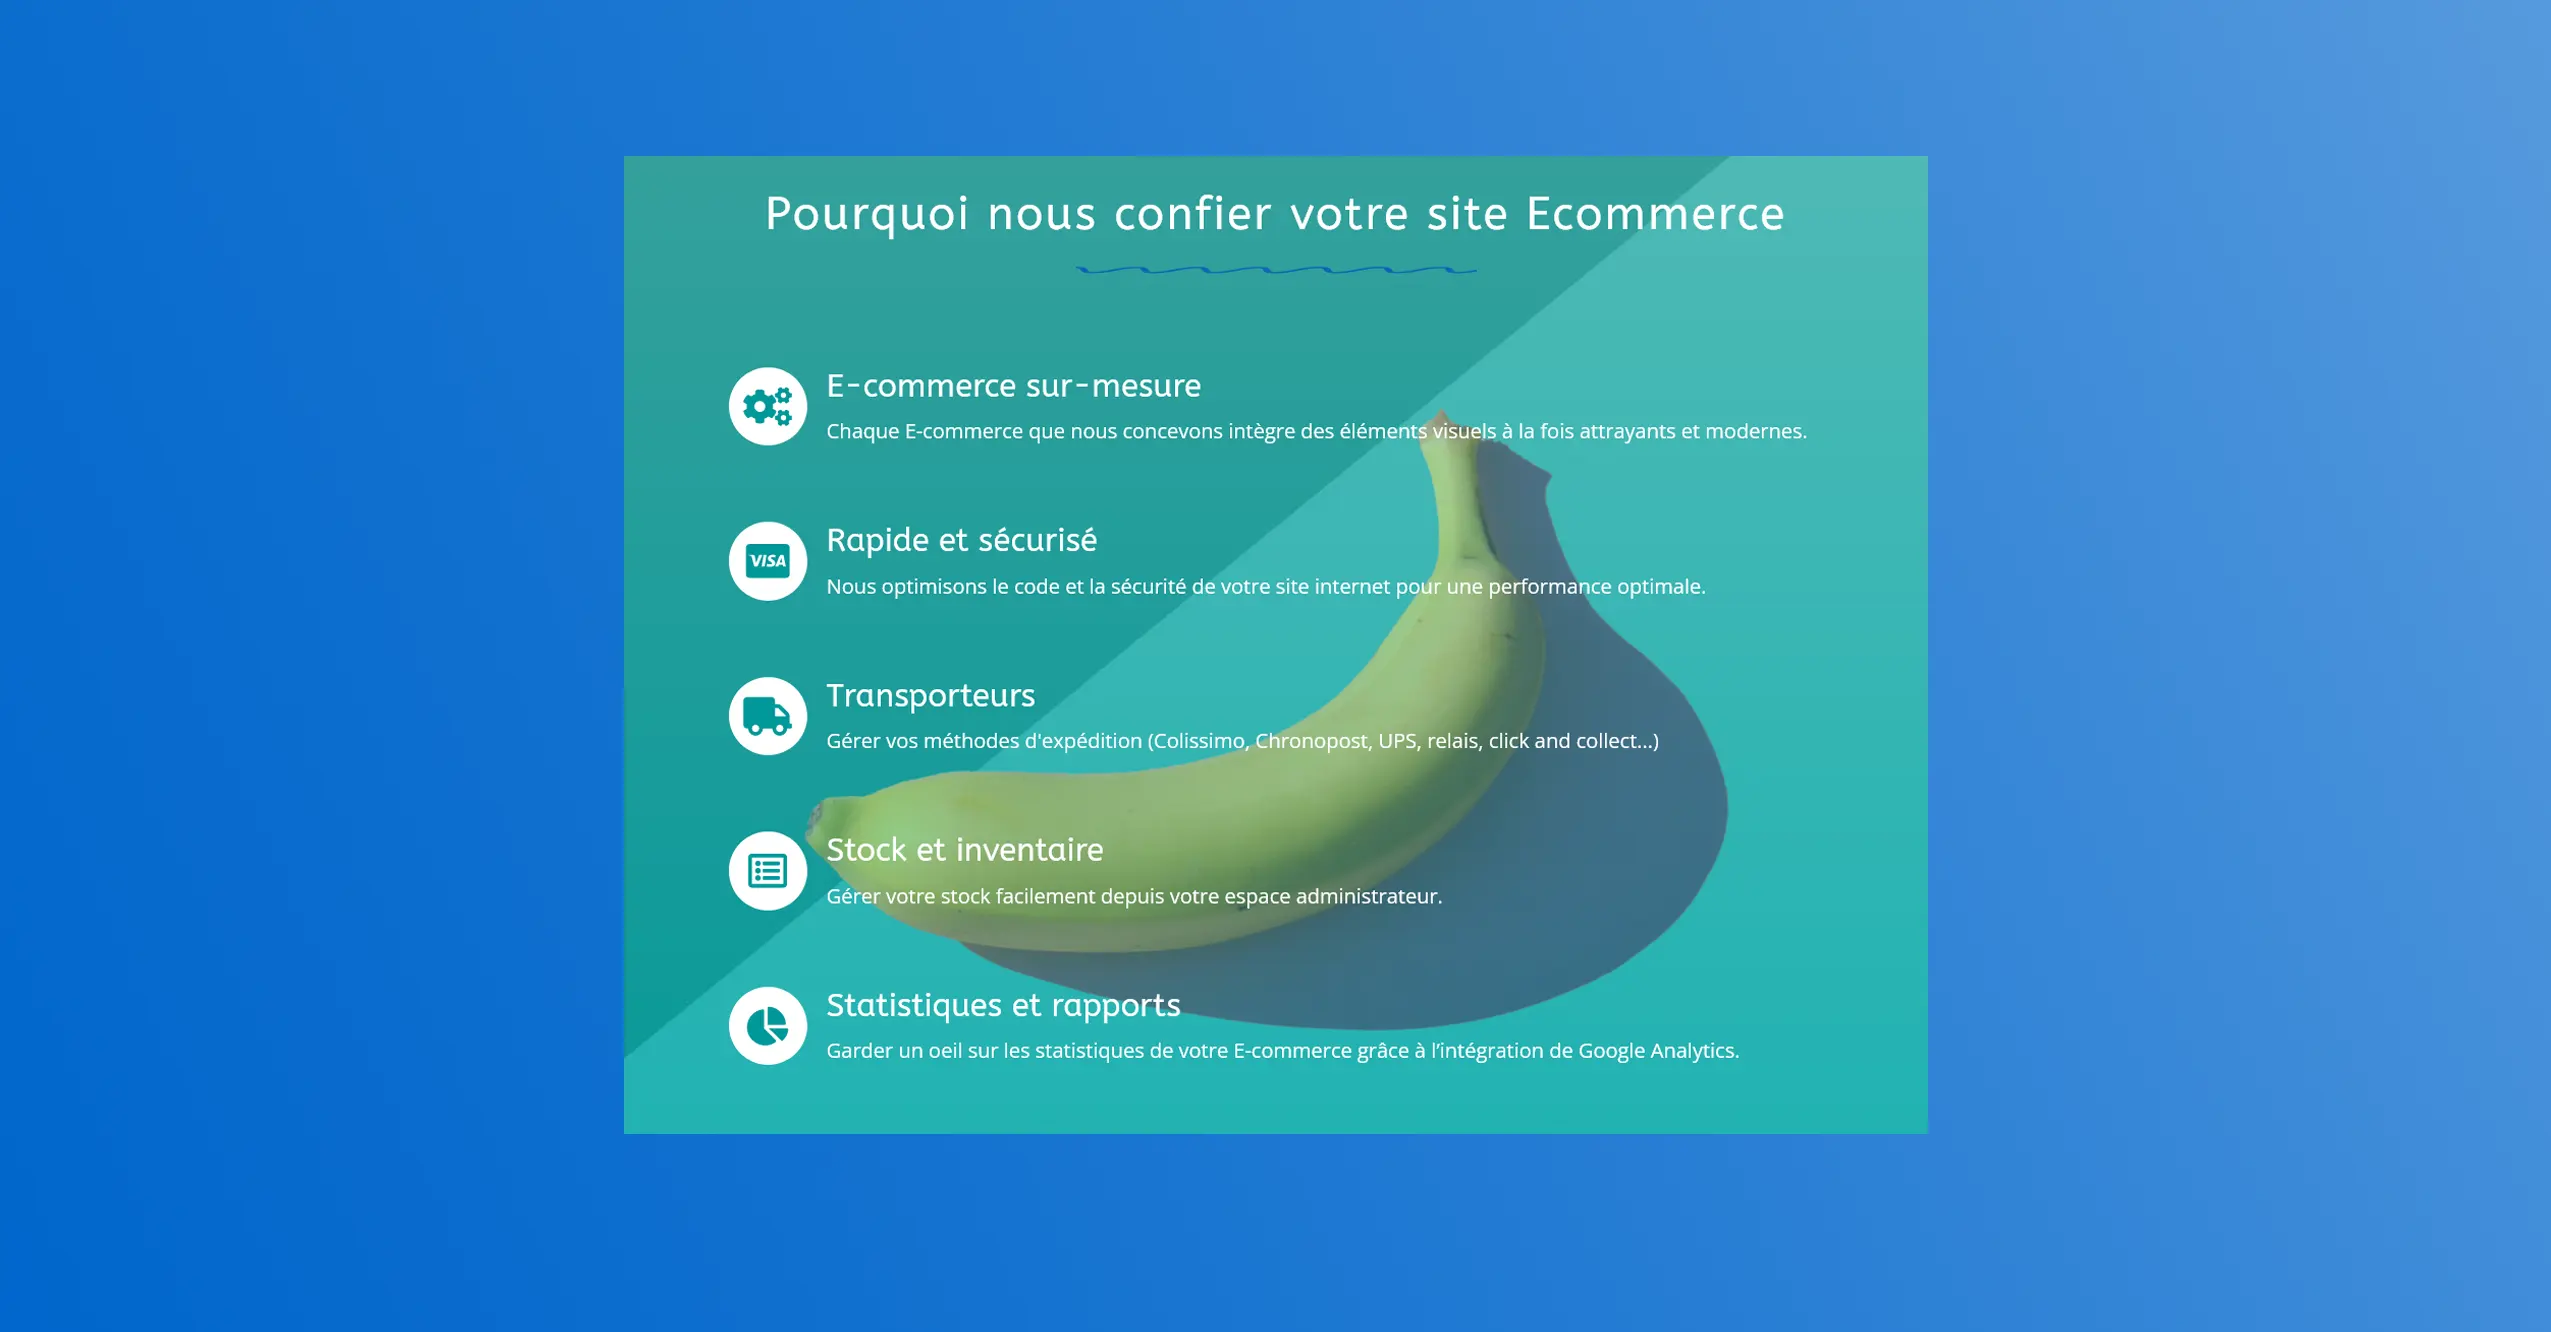 Pourquoi nous confier votre site Ecommerce
E-commerce sur-mesure
Chaque E-commerce que nous concevons intègre des éléments visuels à la fois attrayants et modernes.
VISA
Rapide et sécurisé
Nous optimisons le code et la sécurité de votre site internet pour une performance optimale.
Transporteurs
Gérer vos méthodes d'expédition (Colissimo, Chronopost, UPS, relais, click and collect...)
Stock et inventaire
Gérer votre stock facilement depuis votre espace administrateur.
Statistiques et rapports
Garder un oeil sur les statistiques de votre E-commerce grâce à l’intégration de Google Analytics.